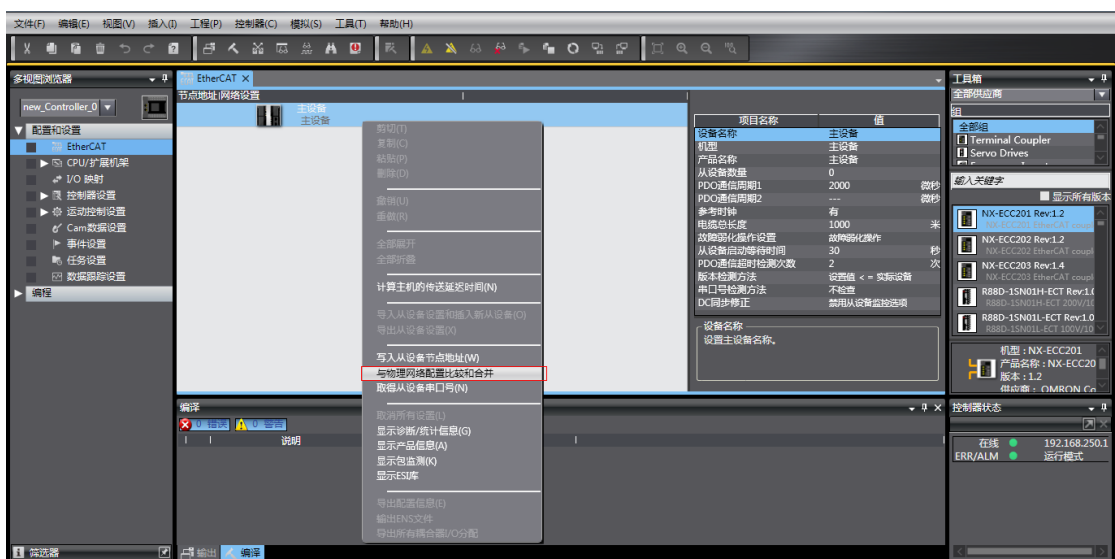 文件(F) 编辑(E) 视图(V) 插入(I) 工程(P) 控制器(C) 模拟(S) 工具(T) 帮助(H)
多视图浏览器
new_Controller_0
配置和设置
EtherCAT
CPU/扩展机架
I/O 映射
控制器设置
运动控制设置
Cam数据设置
事件设置
任务设置
数据跟踪设置
编程
筛选器
EtherCAT
节点地址|网络设置
主设备
主设备
剪切(T)
复制(C)
粘贴(P)
删除(D)
撤销(U)
重做(R)
全部展开
全部折叠
计算主机的传送延迟时间(N)
导入从设备设置和插入新从设备(O)
导出从设备设置(X)
写入从设备节点地址(W)
与物理网络配置比较和合并
取得从设备串口号(N)
取消所有设置(L)
显示诊断/统计信息(G)
显示产品信息(A)
显示包监测(K)
显示ESI库
导出配置信息(E)
输出ENS文件
导出所有耦合器I/O分配
项目名称 值
设备名称 主设备
机型 主设备
产品名称 主设备
从设备数量 0
PDO通信周期1 2000 微秒
PDO通信周期2 --- 微秒
参考时钟 有
电缆总长度 1000 米
故障弱化操作设置 故障弱化操作
从设备启动等待时间 30 秒
PDO通信超时检测次数 2 次
版本检测方法 设置值 < = 实际设备
串口号检测方法 不检查
DC同步修正 禁用从设备监控选项
设备名称
设置主设备名称。
编译
0 错误 0 警告
说明
输出 编译
工具箱
全部供应商
组
全部组
Terminal Coupler
Servo Drives
输入关键字
显示所有版本
NX-ECC201 Rev:1.2
NX-ECC201 EtherCAT coupl
NX-ECC202 Rev:1.2
NX-ECC202 EtherCAT coupl
NX-ECC203 Rev:1.4
NX-ECC203 EtherCAT coupl
R88D-1SN01H-ECT Rev:1.0
R88D-1SN01H-ECT 200V/10
R88D-1SN01L-ECT Rev:1.0
R88D-1SN01L-ECT 100V/10
机型 : NX-ECC201
产品名称 : NX-ECC20
版本 : 1.2
供应商 : OMRON Co
控制器状态
在线 192.168.250.1
ERR/ALM 运行模式